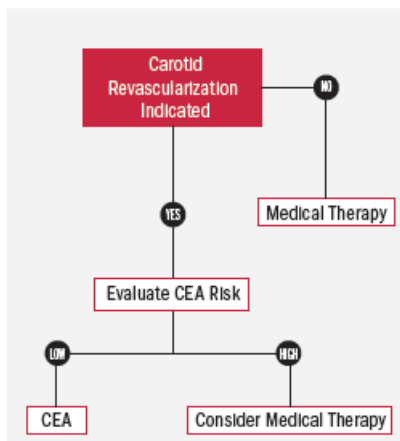 Carotid
Revascularization
Indicated
NO
Medical Therapy
YES
Evaluate CEA Risk
LOW
HIGH
CEA
Consider Medical Therapy